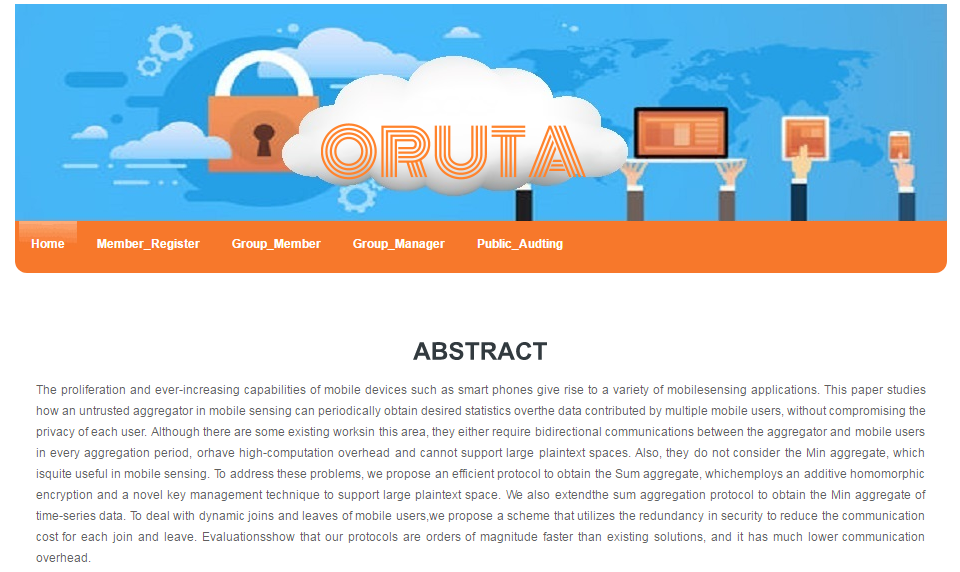 ORUTA
Home Member_Register Group_Member Group_Manager Public_Audting
ABSTRACT
The proliferation and ever-increasing capabilities of mobile devices such as smart phones give rise to a variety of mobilesensing applications. This paper studies
how an untrusted aggregator in mobile sensing can periodically obtain desired statistics overthe data contributed by multiple mobile users, without compromising the
privacy of each user. Although there are some existing worksin this area, they either require bidirectional communications between the aggregator and mobile users
in every aggregation period, orhave high-computation overhead and cannot support large plaintext spaces. Also, they do not consider the Min aggregate, which
isquite useful in mobile sensing. To address these problems, we propose an efficient protocol to obtain the Sum aggregate, whichemploys an additive homomorphic
encryption and a novel key management technique to support large plaintext space. We also extendthe sum aggregation protocol to obtain the Min aggregate of
time-series data. To deal with dynamic joins and leaves of mobile users,we propose a scheme that utilizes the redundancy in security to reduce the communication
cost for each join and leave. Evaluationsshow that our protocols are orders of magnitude faster than existing solutions, and it has much lower communication
overhead.